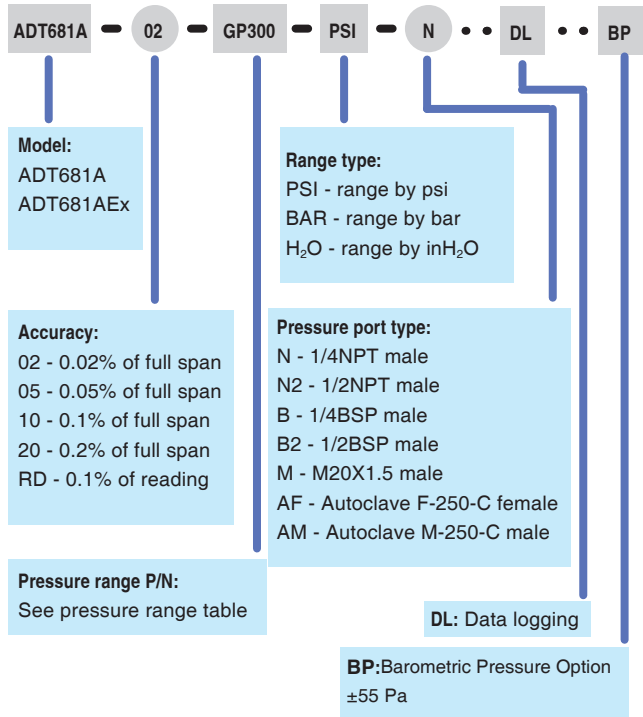 ADT681A - 02 - GP300 - PSI - N • • DL • • BP
Model:
ADT681A
ADT681AEx
Range type:
PSI - range by psi
BAR - range by bar
H₂O - range by inH₂O
Accuracy:
02 - 0.02% of full span
05 - 0.05% of full span
10 - 0.1% of full span
20 - 0.2% of full span
RD - 0.1% of reading
Pressure port type:
N - 1/4NPT male
N2 - 1/2NPT male
B - 1/4BSP male
B2 - 1/2BSP male
M - M20X1.5 male
AF - Autoclave F-250-C female
AM - Autoclave M-250-C male
Pressure range P/N:
See pressure range table
DL: Data logging
BP:Barometric Pressure Option
±55 Pa